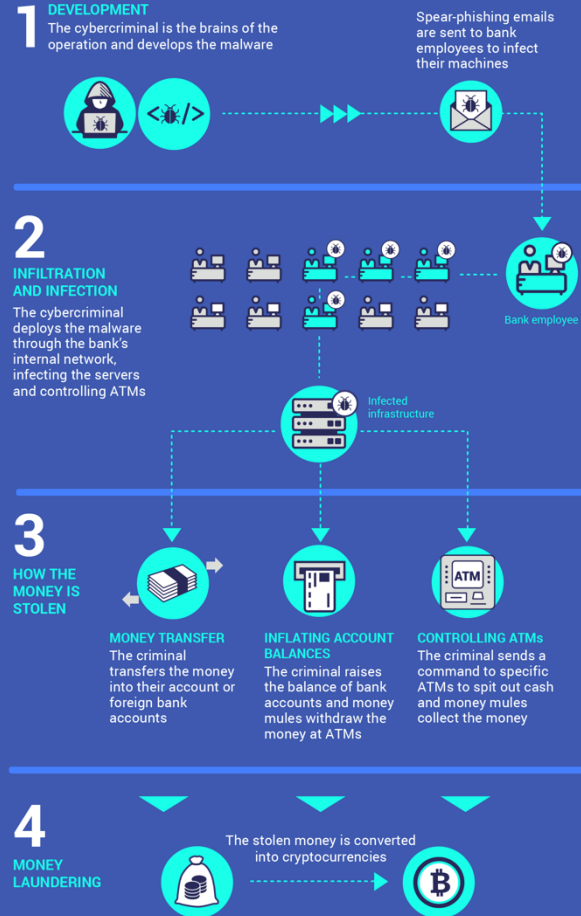 1
DEVELOPMENT
The cybercriminal is the brains of the
operation and develops the malware
Spear-phishing emails
are sent to bank
employees to infect
their machines
</>
2
INFILTRATION
AND INFECTION
The cybercriminal
deploys the malware
through the bank's
internal network,
infecting the servers
and controlling ATMs
Bank employee
Infected
infrastructure
3
HOW THE
MONEY IS
STOLEN
MONEY TRANSFER
The criminal
transfers the money
into their account or
foreign bank
accounts
INFLATING ACCOUNT
BALANCES
The criminal raises
the balance of bank
accounts and money
mules withdraw the
money at ATMs
ATM
CONTROLLING ATMs
The criminal sends a
command to specific
ATMs to spit out cash
and money mules
collect the money
4
MONEY
LAUNDERING
The stolen money is converted
into cryptocurrencies
₿